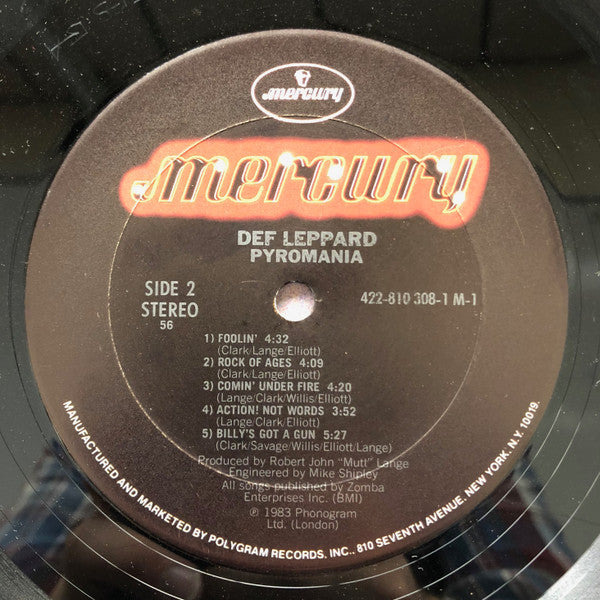 mercury
mercury
DEF LEPPARD
PYROMANIA
SIDE 2
STEREO
56
422-810 308-1 M-1
1) FOOLIN' 4:32
(Clark/Lange/Elliott)
2) ROCK OF AGES 4:09
(Clark/Lange/Elliott)
3) COMIN' UNDER FIRE 4:20
(Lange/Clark/Willis/Elliott)
4) ACTION! NOT WORDS 3:52
(Lange/Clark/Elliott)
5) BILLY'S GOT A GUN 5:27
(Clark/Savage/Willis/Elliott/Lange)
Produced by Robert John "Mutt" Lange
Engineered by Mike Shipley
All songs published by Zomba
Enterprises Inc. (BMI)
℗ 1983 Phonogram
Ltd. (London)
MANUFACTURED AND MARKETED BY POLYGRAM RECORDS. INC.. 810 SEVENTH AVENUE. NEW YORK. N.Y. 10019.